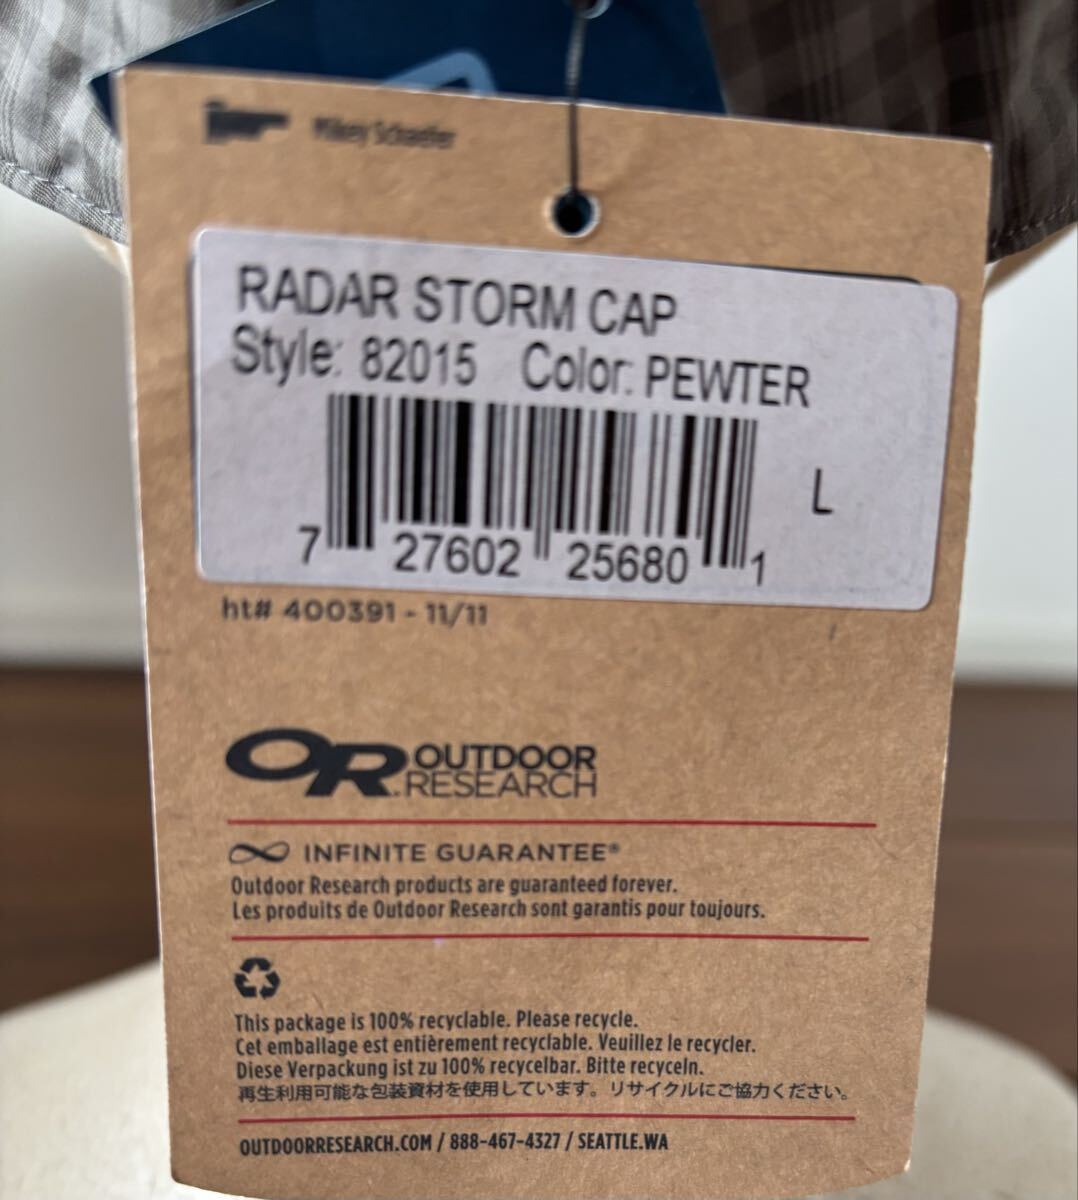 Mikey Schaefer
RADAR STORM CAP
Style: 82015 Color: PEWTER
L
7 27602 25680 1
ht# 400391 - 11/11
OR OUTDOOR
RESEARCH
INFINITE GUARANTEE®
Outdoor Research products are guaranteed forever.
Les produits de Outdoor Research sont garantis pour toujours.
This package is 100% recyclable. Please recycle.
Cet emballage est entièrement recyclable. Veuillez le recycler.
Diese Verpackung ist zu 100% recycelbar. Bitte recyceln.
再生利用可能な包装資材を使用しています。リサイクルにご協力ください。
OUTDOORRESEARCH.COM / 888-467-4327 / SEATTLE.WA